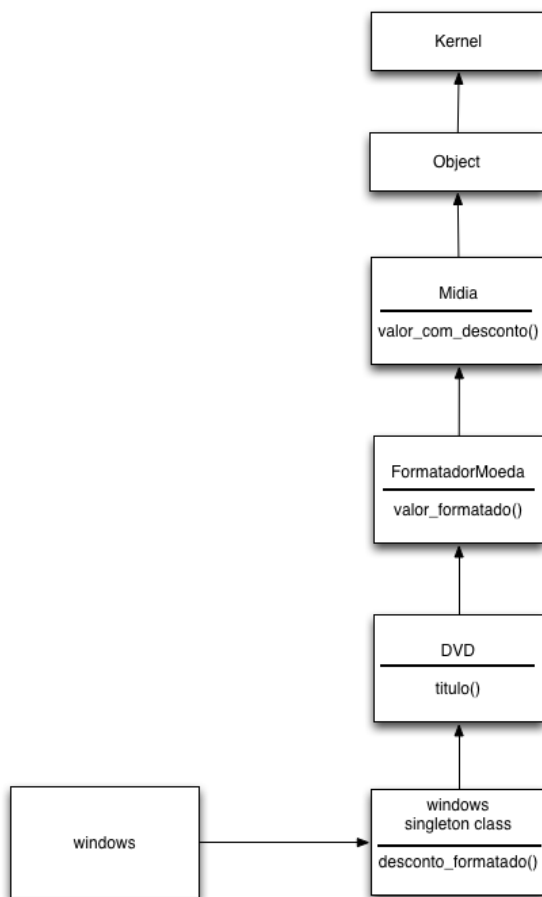 Kernel
Object
Midia
valor_com_desconto()
FormatadorMoeda
valor_formatado()
DVD
titulo()
windows
windows
singleton class
desconto_formatado()